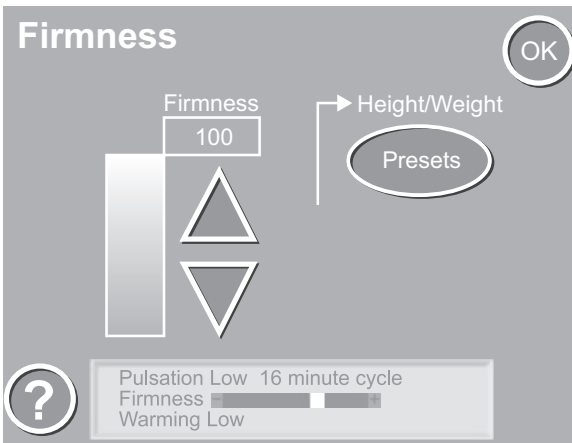 Firmness
OK
Firmness
100
Height/Weight
Presets
?
Pulsation Low 16 minute cycle
Firmness - +
Warming Low